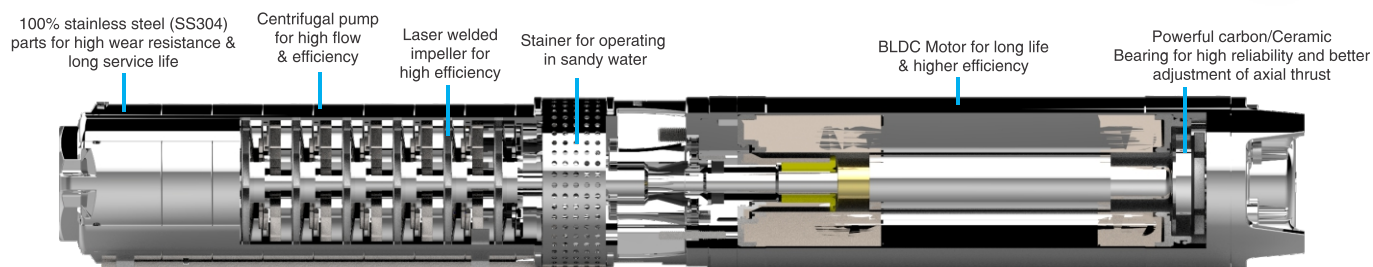 100% stainless steel (SS304)
parts for high wear resistance &
long service life
Centrifugal pump
for high flow
& efficiency
Laser welded
impeller for
high efficiency
Stainer for operating
in sandy water
BLDC Motor for long life
& higher efficiency
Powerful carbon/Ceramic
Bearing for high reliability and better
adjustment of axial thrust